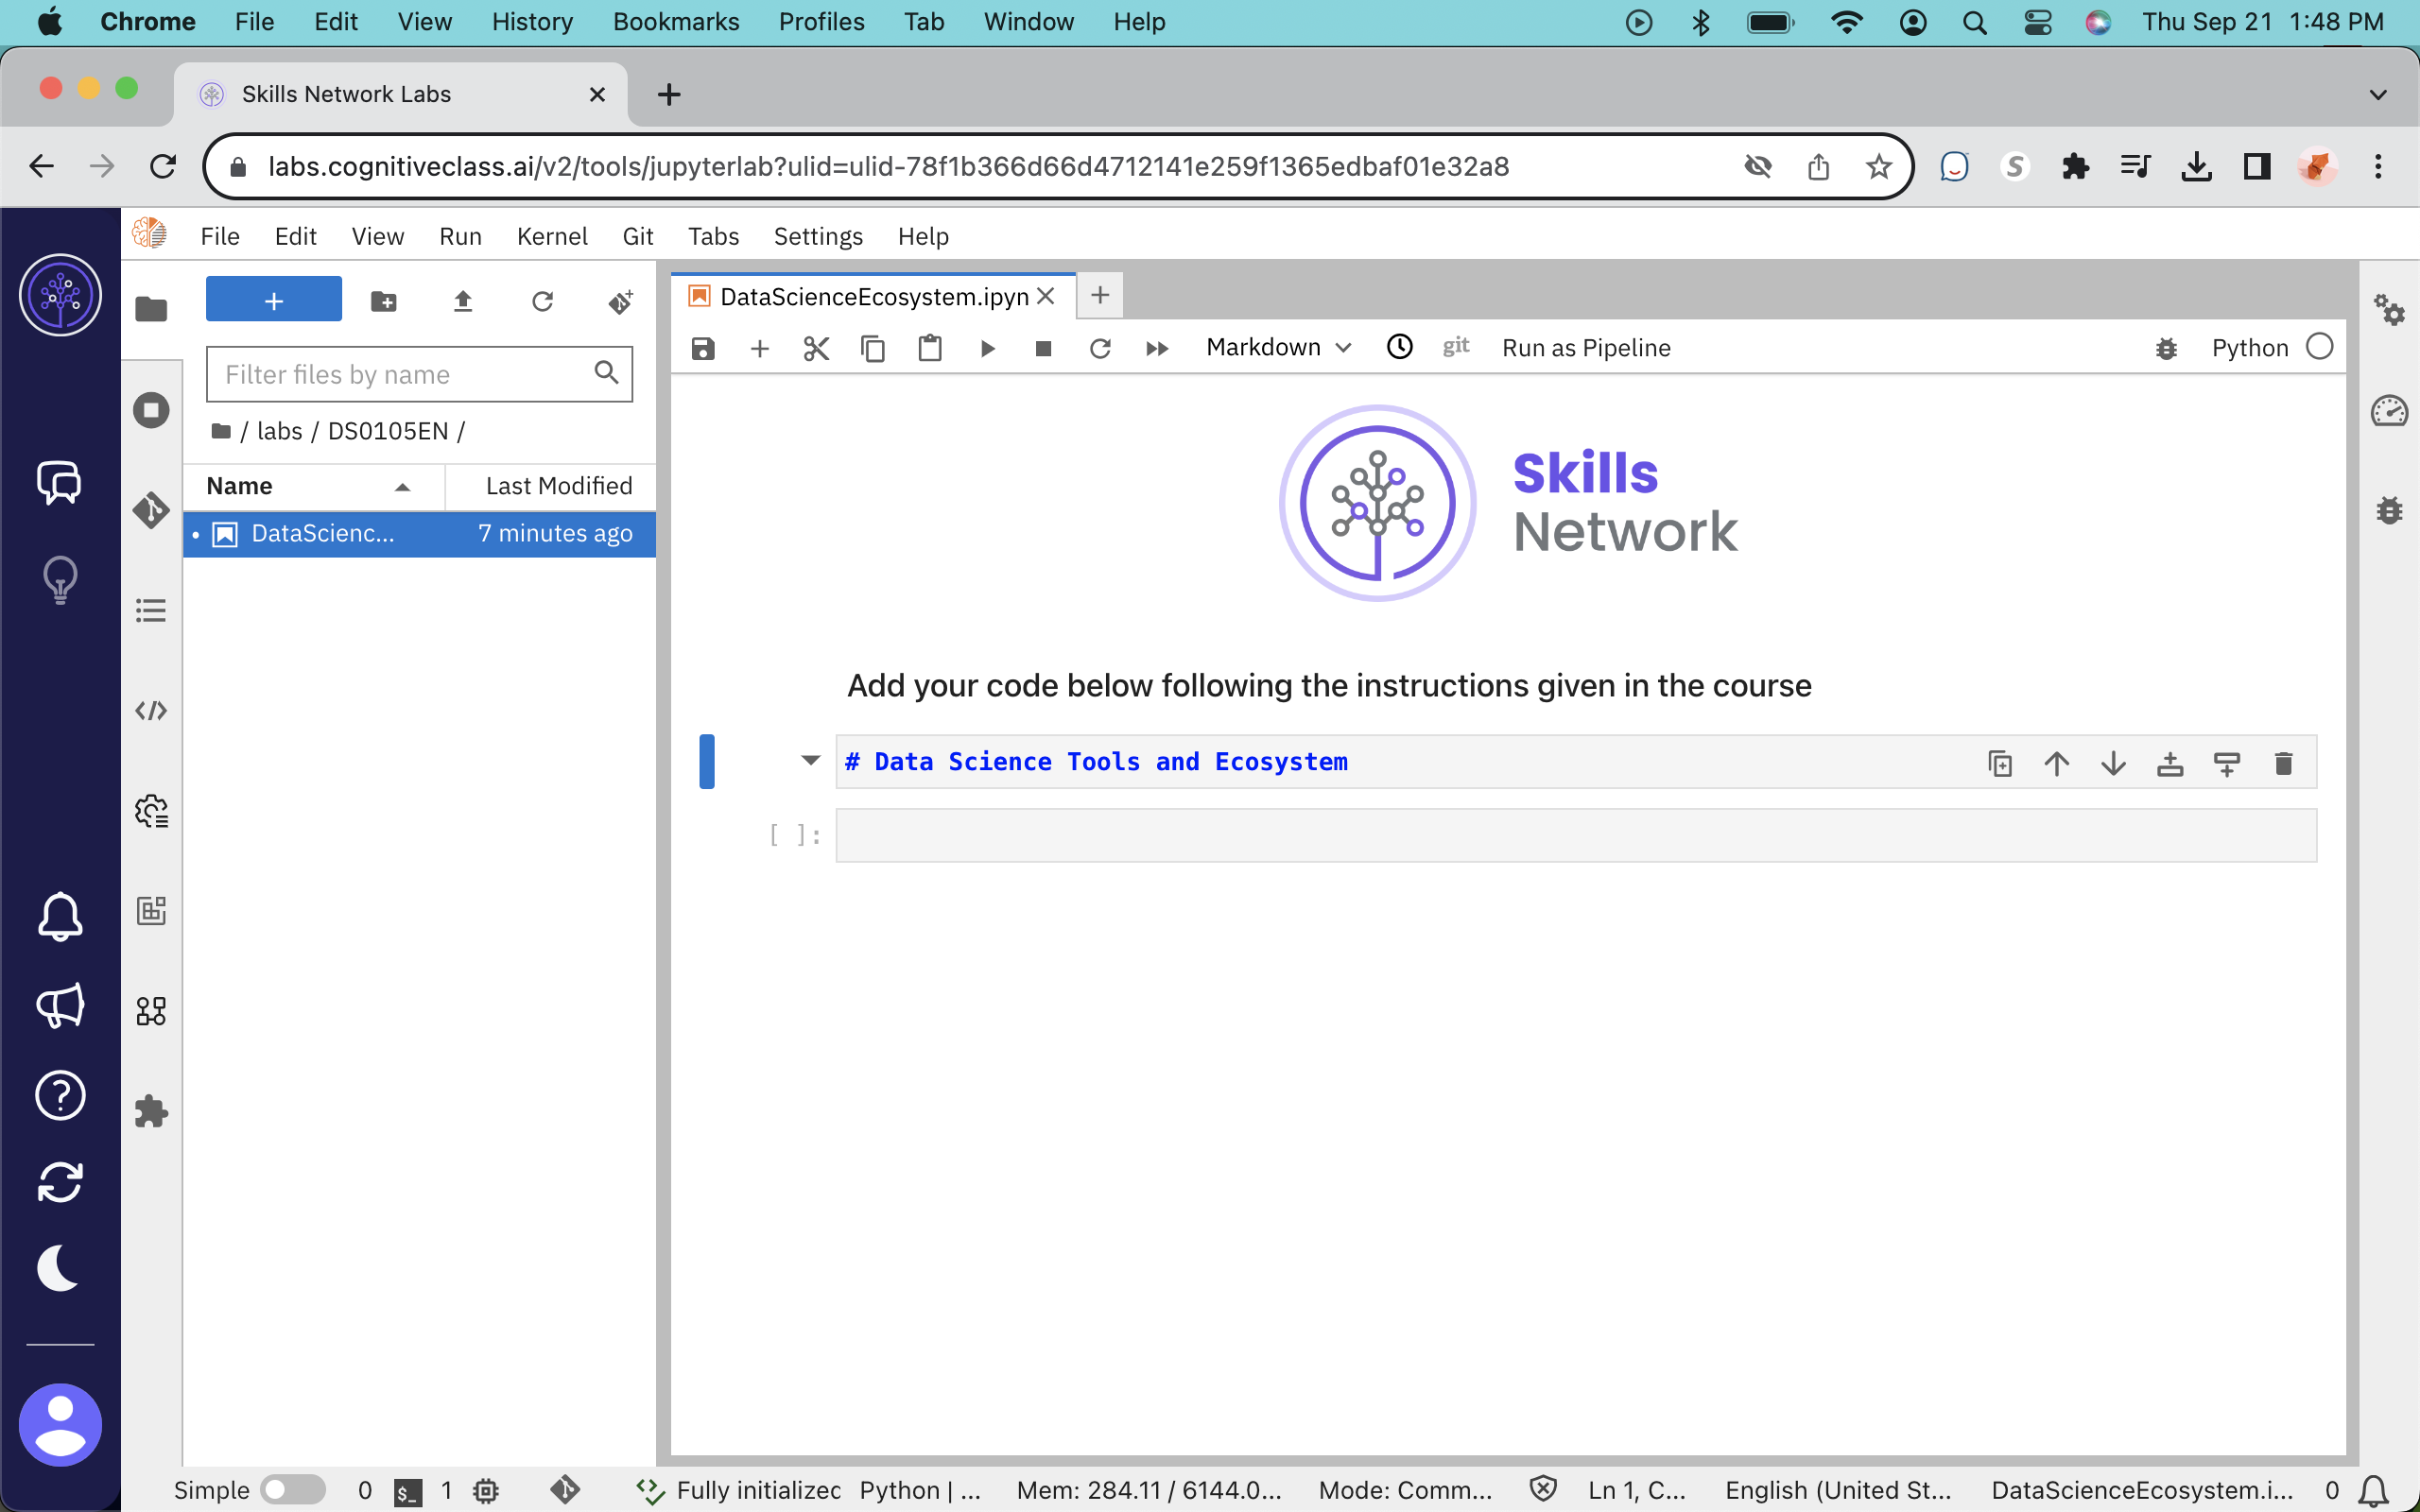 Chrome File Edit View History Bookmarks Profiles Tab Window Help Thu Sep 21 1:48 PM
Skills Network Labs
labs.cognitiveclass.ai/v2/tools/jupyterlab?ulid=ulid-78f1b366d66d4712141e259f1365edbaf01e32a8
File Edit View Run Kernel Git Tabs Settings Help
DataScienceEcosystem.ipyn
Markdown git Run as Pipeline Python
Filter files by name
/ labs / DS0105EN /
Name Last Modified
DataScienc... 7 minutes ago
Skills
Network
Add your code below following the instructions given in the course
# Data Science Tools and Ecosystem
[ ]:
Simple 0 $_ 1 Fully initialized Python | ... Mem: 284.11 / 6144.0... Mode: Comm... Ln 1, C... English (United St... DataScienceEcosystem.i... 0